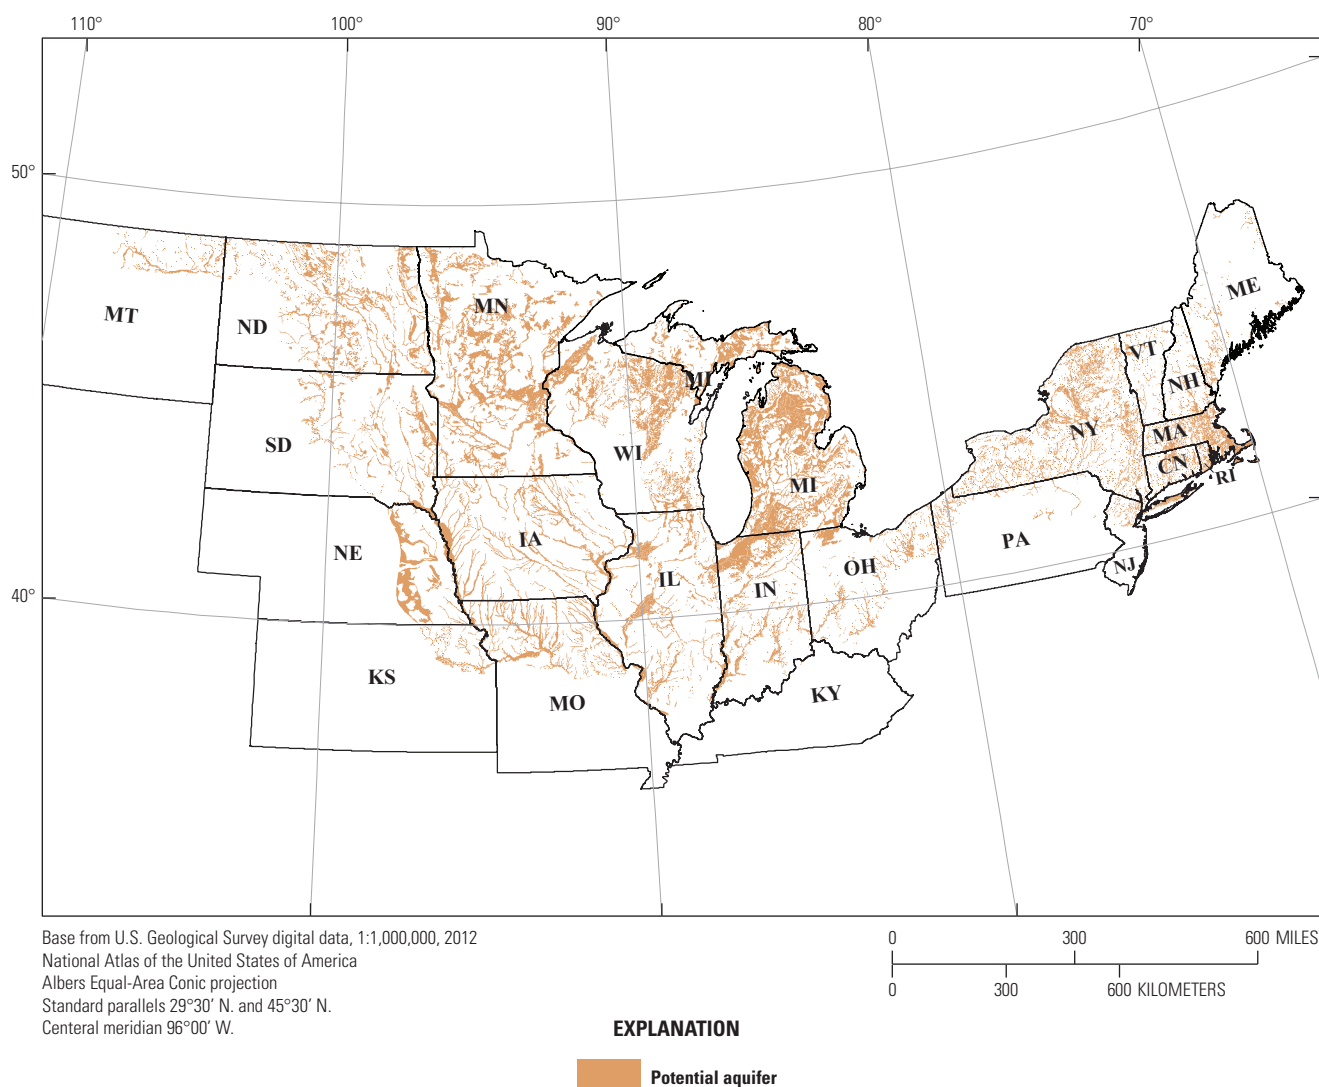 110° 100° 90° 80° 70°
50°
40°
MT
ND
MN
SD
WI
MI
MI
NE
IA
IL
IN
OH
KS
MO
KY
PA
NJ
NY
VT
NH
ME
MA
CN
RI
Base from U.S. Geological Survey digital data, 1:1,000,000, 2012
National Atlas of the United States of America
Albers Equal-Area Conic projection
Standard parallels 29°30′ N. and 45°30′ N.
Centeral meridian 96°00′ W.
0 300 600 MILES
0 300 600 KILOMETERS
EXPLANATION
Potential aquifer